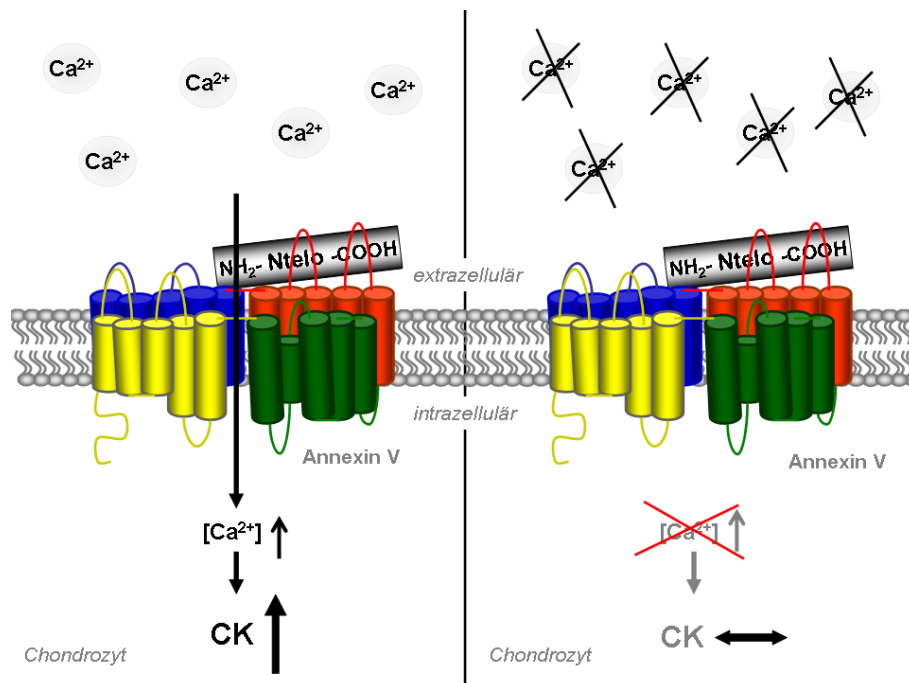 Ca2+
Ca2+
Ca2+
Ca2+
Ca2+
NH2- Ntelo -COOH
extrazellulär
intrazellulär
Annexin V
[Ca2+]
CK
Chondrozyt
Ca2+
Ca2+
Ca2+
Ca2+
Ca2+
NH2- Ntelo -COOH
Annexin V
[Ca2+]
CK
Chondrozyt